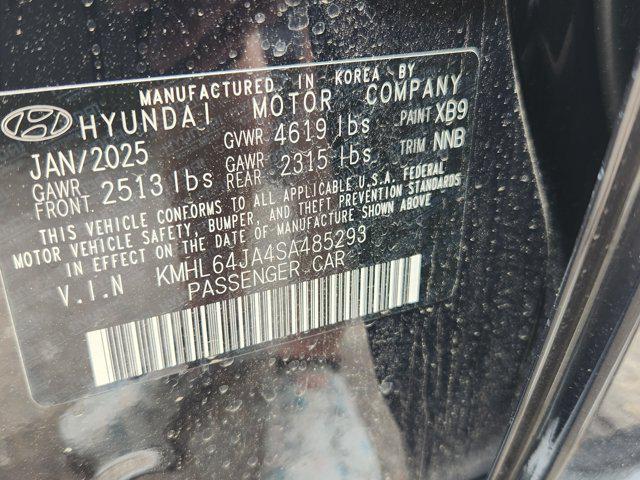 MANUFACTURED IN KOREA BY
HYUNDAI MOTOR COMPANY
JAN/2025 GVWR 4619 lbs PAINT XB9
GAWR FRONT 2513 lbs GAWR REAR 2315 lbs TRIM NNB
THIS VEHICLE CONFORMS TO ALL APPLICABLE U.S.A. FEDERAL
MOTOR VEHICLE SAFETY, BUMPER, AND THEFT PREVENTION STANDARDS
IN EFFECT ON THE DATE OF MANUFACTURE SHOWN ABOVE.
V.I.N KMHL64JA4SA485293
PASSENGER CAR